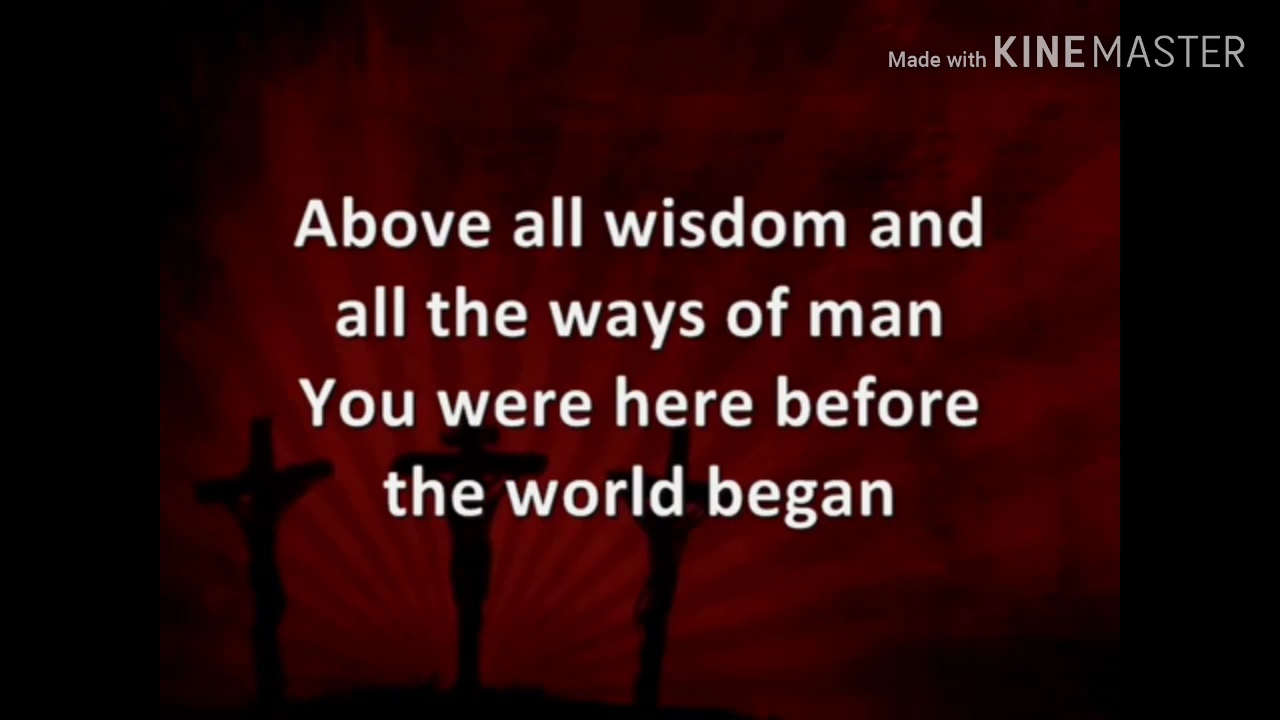 Made with KINEMASTER
Above all wisdom and
all the ways of man
You were here before
the world began